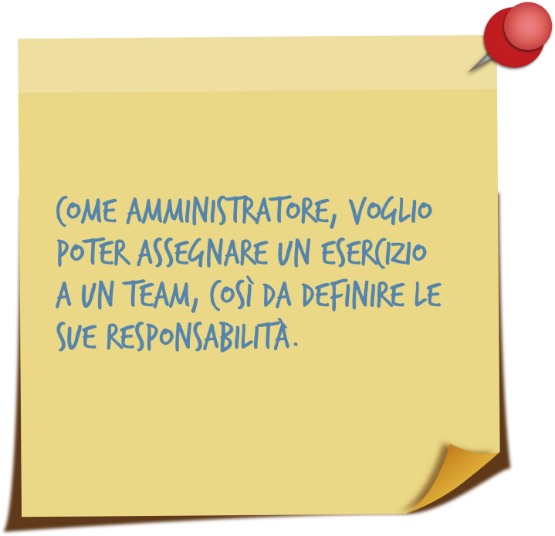 COME AMMINISTRATORE, VOGLIO
POTER ASSEGNARE UN ESERCIZIO
A UN TEAM, COSÌ DA DEFINIRE LE
SUE RESPONSABILITÀ.